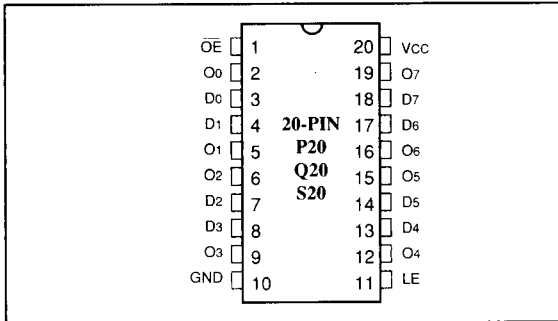 O̅E̅ 1 20 VCC
O0 2 19 O7
D0 3 18 D7
D1 4 20-PIN 17 D6
O1 5 P20 16 O6
O2 6 Q20 15 O5
D2 7 S20 14 D5
D3 8 13 D4
O3 9 12 O4
GND 10 11 LE